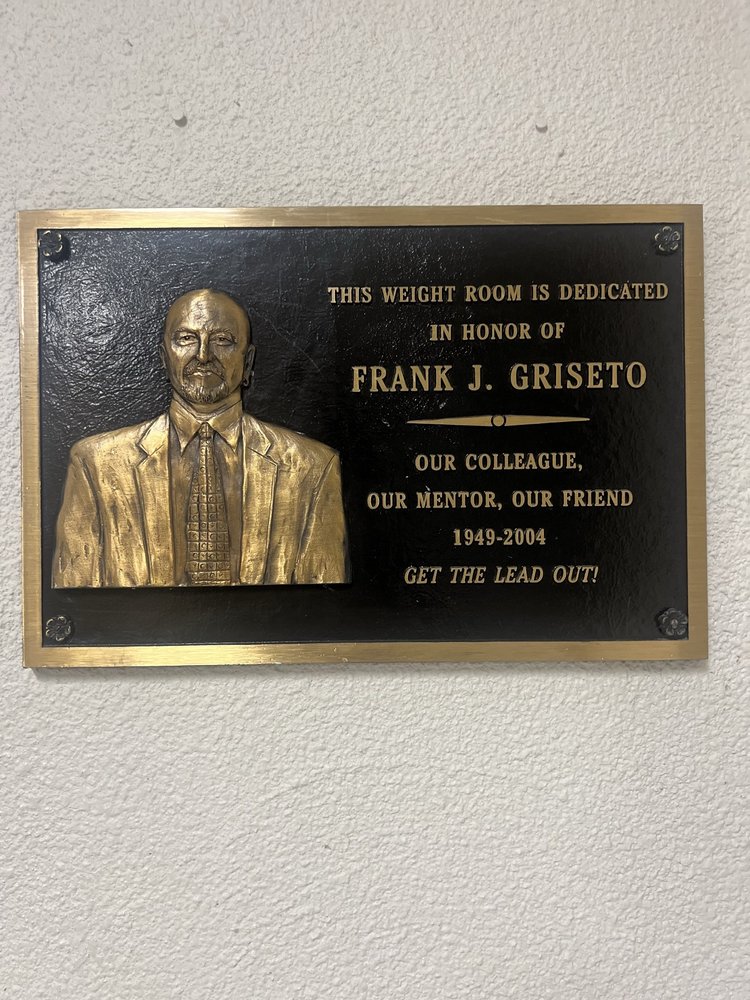 THIS WEIGHT ROOM IS DEDICATED
IN HONOR OF
FRANK J. GRISETO
OUR COLLEAGUE,
OUR MENTOR, OUR FRIEND
1949-2004
GET THE LEAD OUT!